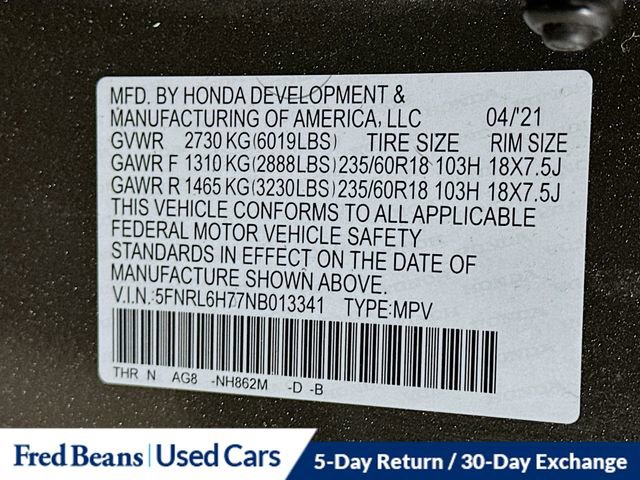 MFD. BY HONDA DEVELOPMENT &
MANUFACTURING OF AMERICA, LLC 04/'21
GVWR 2730 KG(6019LBS) TIRE SIZE RIM SIZE
GAWR F 1310 KG(2888LBS)235/60R18 103H 18X7.5J
GAWR R 1465 KG(3230LBS)235/60R18 103H 18X7.5J
THIS VEHICLE CONFORMS TO ALL APPLICABLE
FEDERAL MOTOR VEHICLE SAFETY
STANDARDS IN EFFECT ON THE DATE OF
MANUFACTURE SHOWN ABOVE.
V.I.N.:5FNRL6H77NB013341 TYPE:MPV
THR N AG8 -NH862M -D -B
Fred Beans | Used Cars 5-Day Return / 30-Day Exchange